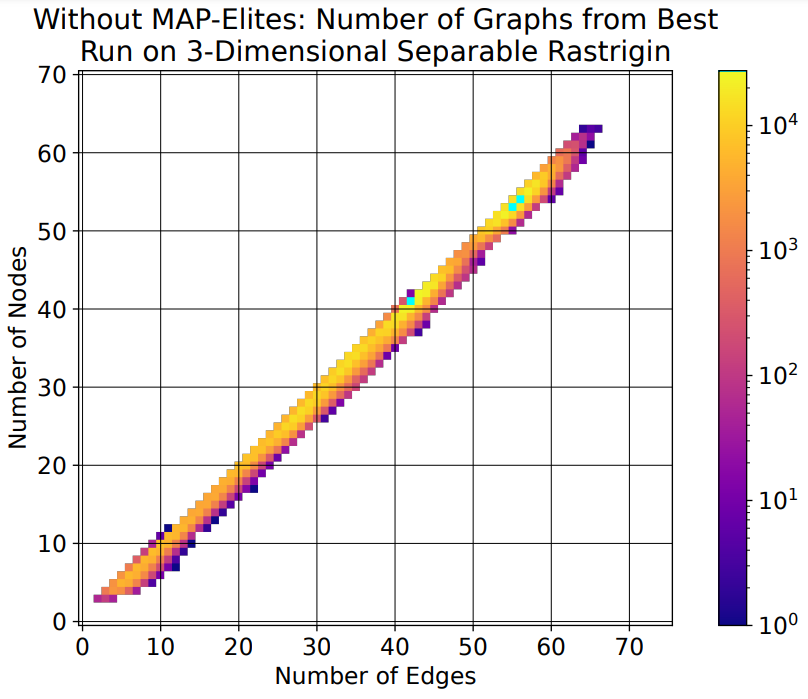 Without MAP-Elites: Number of Graphs from Best
Run on 3-Dimensional Separable Rastrigin
70
60
50
40
30
20
10
0
Number of Nodes
0 10 20 30 40 50 60 70
Number of Edges
10⁴
10³
10²
10¹
10⁰